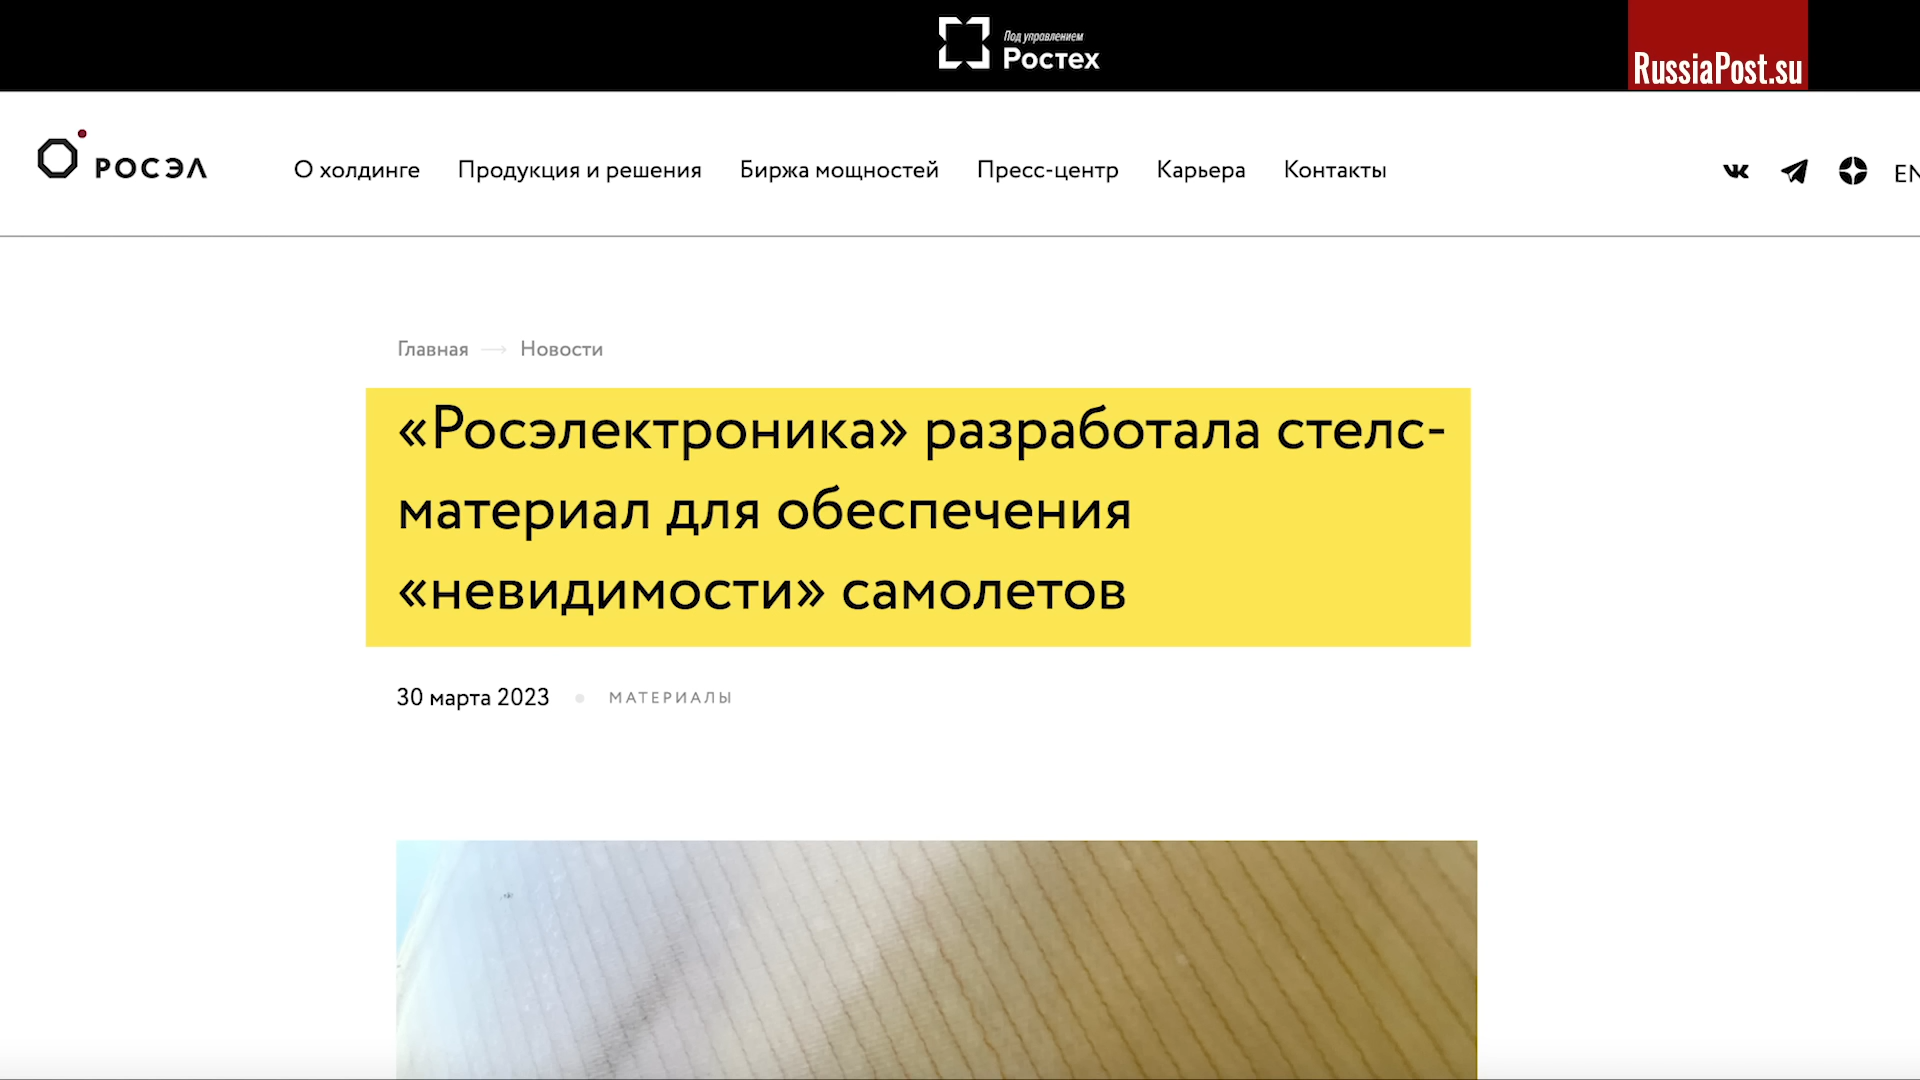 Под управлением
Ростех
RussiaPost.su
РОСЭЛ
О холдинге
Продукция и решения
Биржа мощностей
Пресс-центр
Карьера
Контакты
EN
Главная
Новости
«Росэлектроника» разработала стелс-
материал для обеспечения
«невидимости» самолетов
30 марта 2023
МАТЕРИАЛЫ